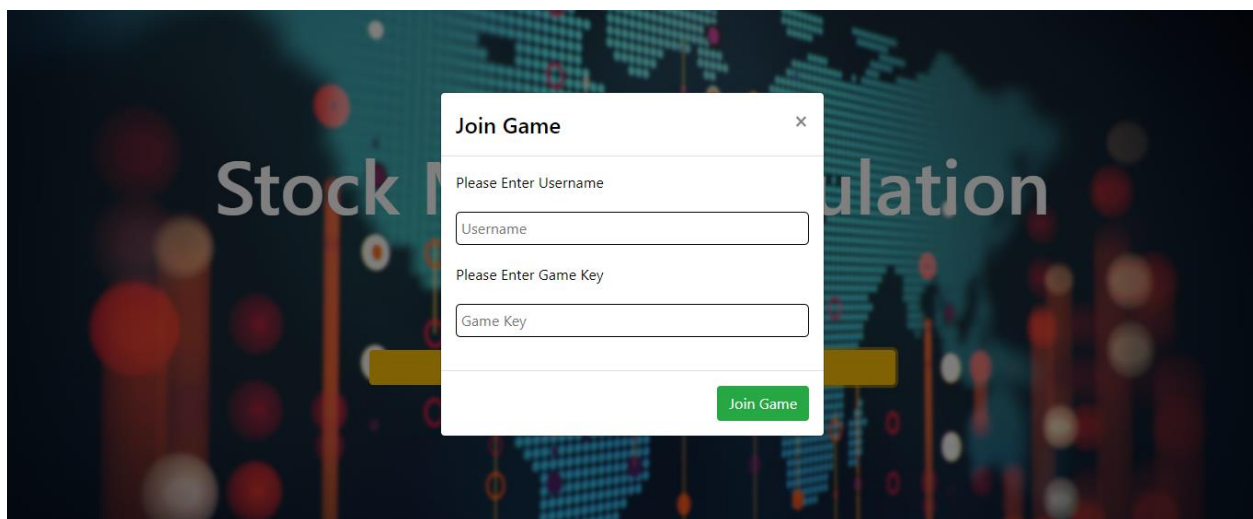 Join Game
×
Stock
ulation
Please Enter Username
Username
Please Enter Game Key
Game Key
Join Game